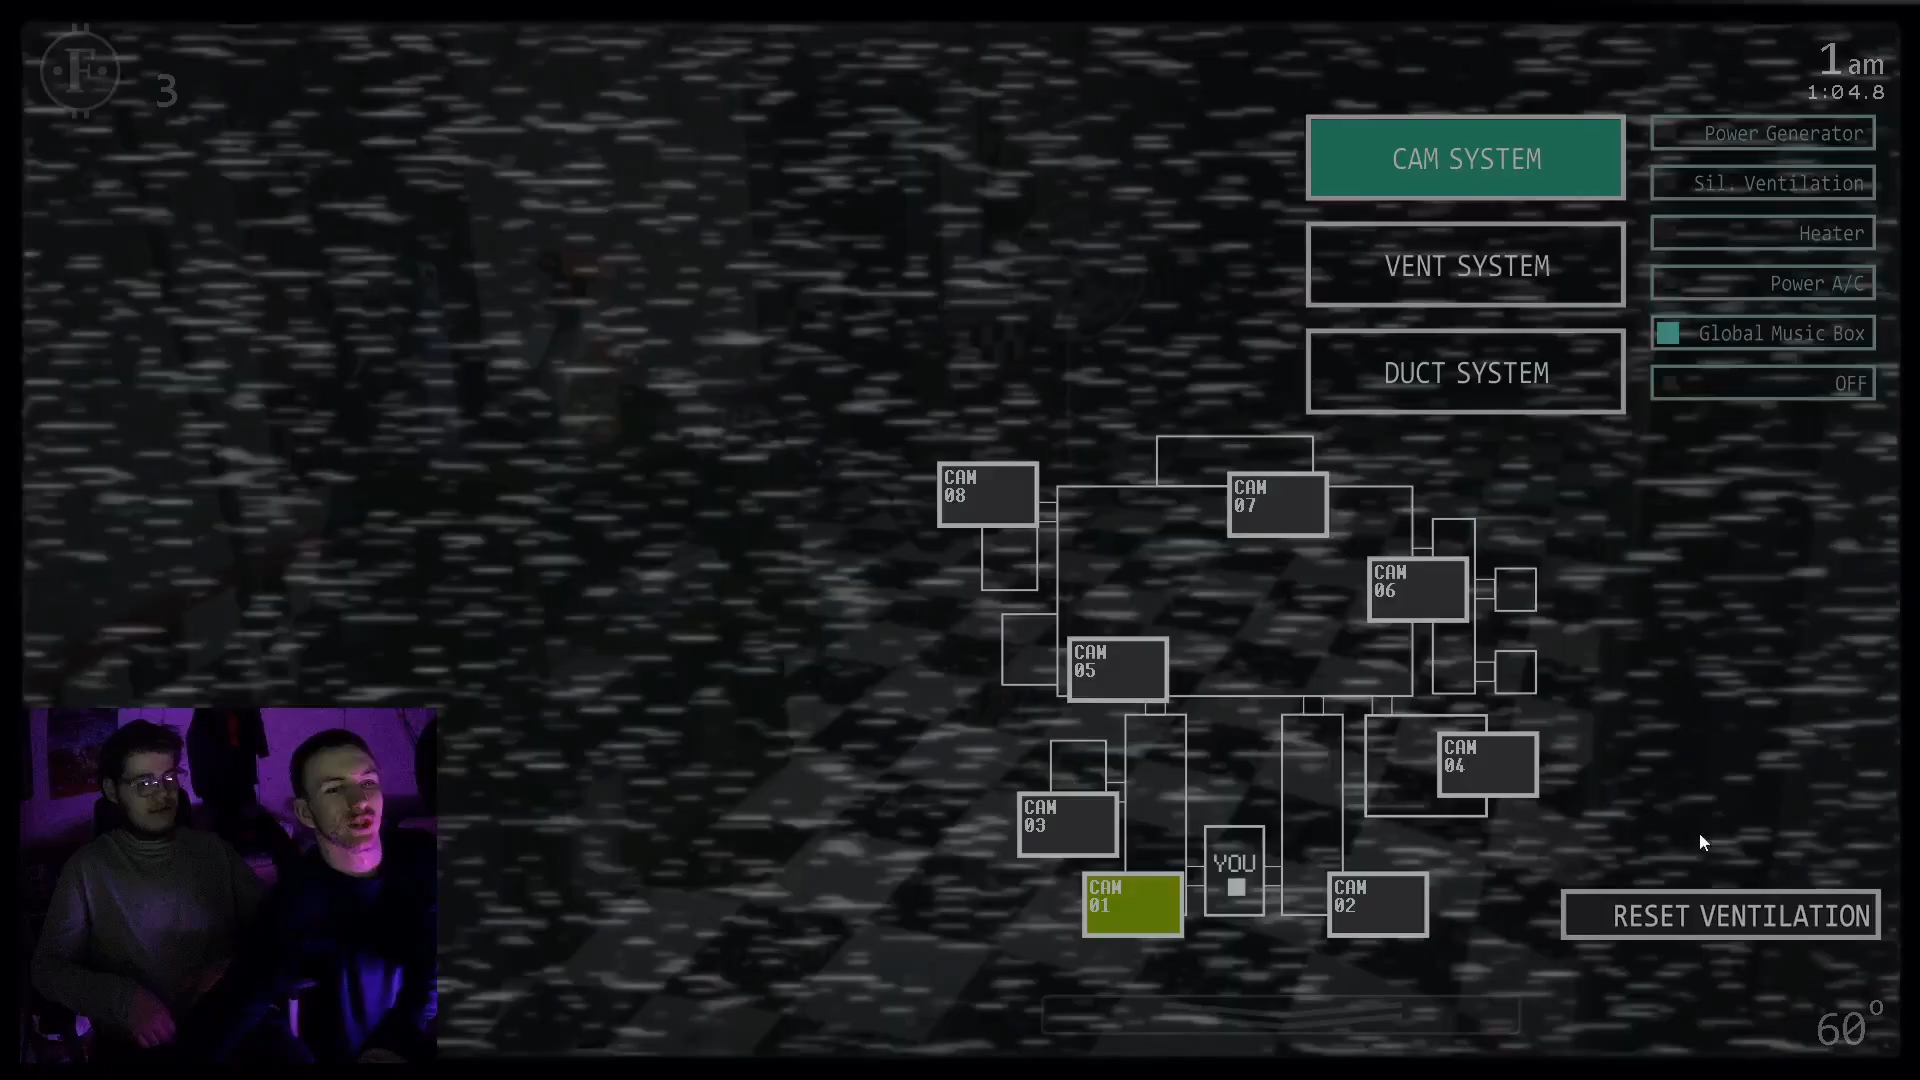 F
3
1 am
1:04.8
CAM SYSTEM
VENT SYSTEM
DUCT SYSTEM
Power Generator
Sil. Ventilation
Heater
Power A/C
Global Music Box
OFF
CAM
08
CAM
07
CAM
06
CAM
05
CAM
04
CAM
03
YOU
CAM
01
CAM
02
RESET VENTILATION
60°